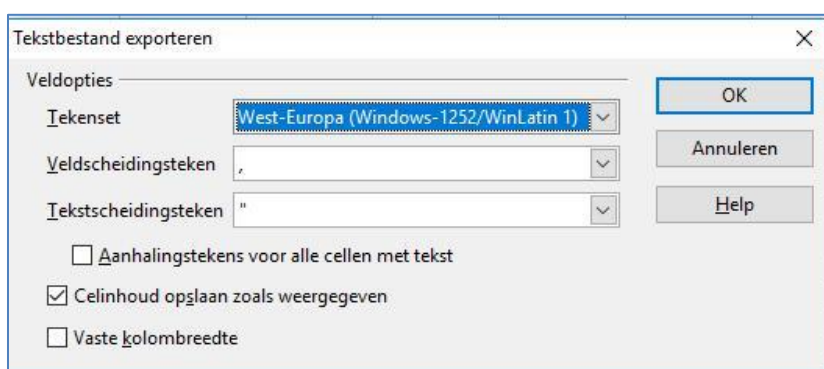 Tekstbestand exporteren
Veldopties
Tekenset West-Europa (Windows-1252/WinLatin 1)
Veldscheidingsteken ,
Tekstscheidingsteken "
Aanhalingstekens voor alle cellen met tekst
Celinhoud opslaan zoals weergegeven
Vaste kolombreedte
OK
Annuleren
Help